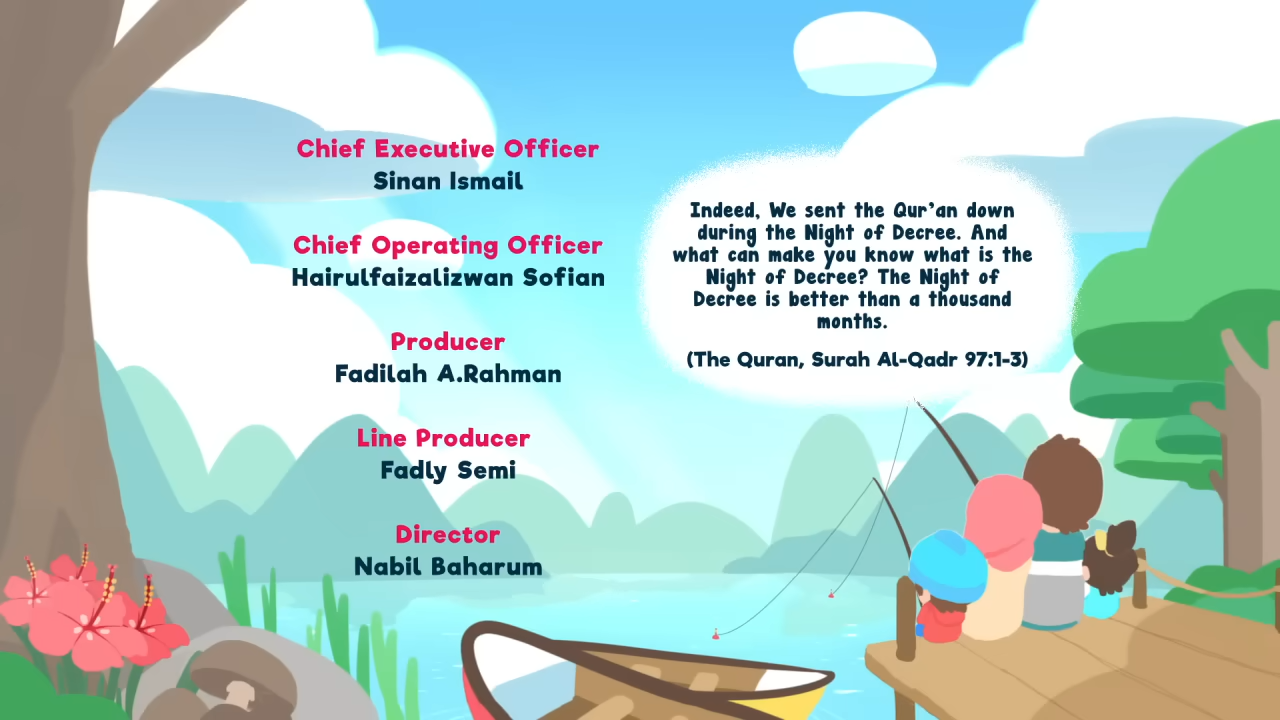 Chief Executive Officer
Sinan Ismail
Chief Operating Officer
Hairulfaizalizwan Sofian
Producer
Fadilah A.Rahman
Line Producer
Fadly Semi
Director
Nabil Baharum
Indeed, We sent the Qur'an down
during the Night of Decree. And
what can make you know what is the
Night of Decree? The Night of
Decree is better than a thousand
months.
(The Quran, Surah Al-Qadr 97:1-3)